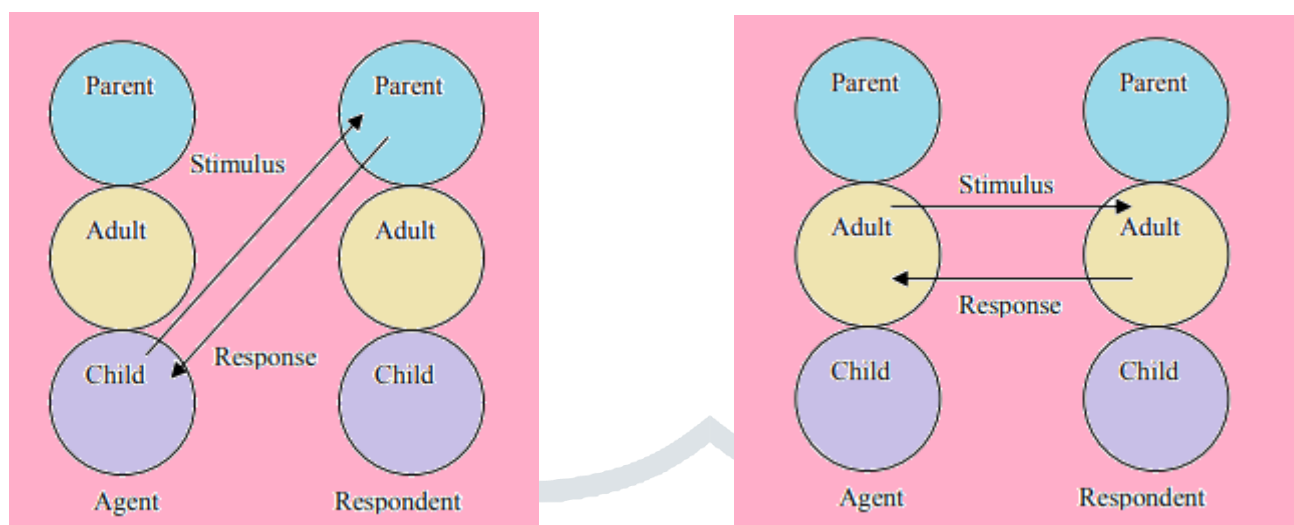 Parent Parent
Stimulus
Adult Adult
Response
Child Child
Agent Respondent
Parent Parent
Stimulus
Adult Adult
Response
Child Child
Agent Respondent